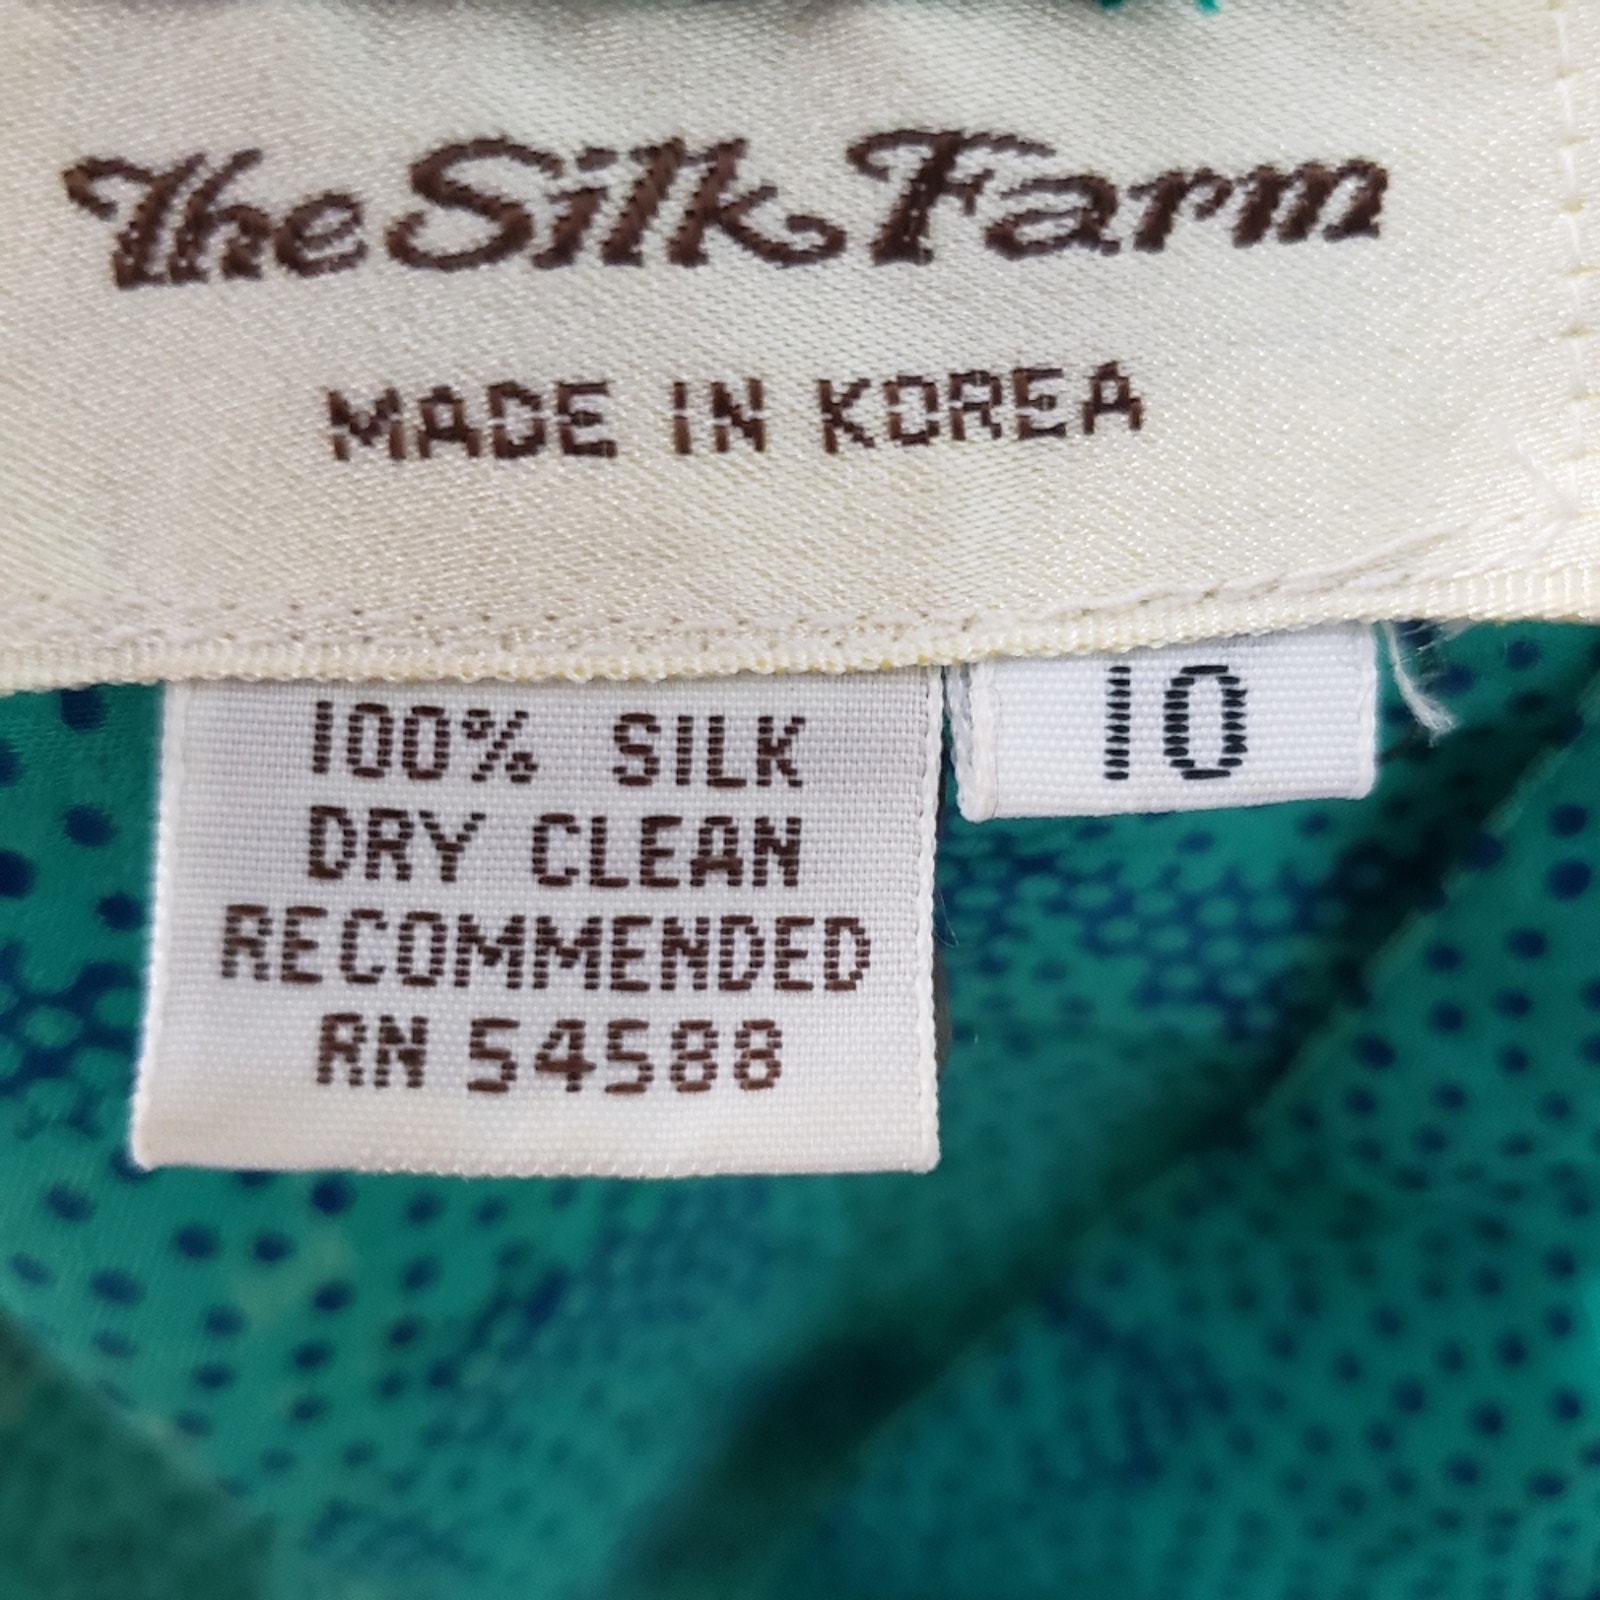 The Silk Farm
MADE IN KOREA
100% SILK
DRY CLEAN
RECOMMENDED
RN 54588
10